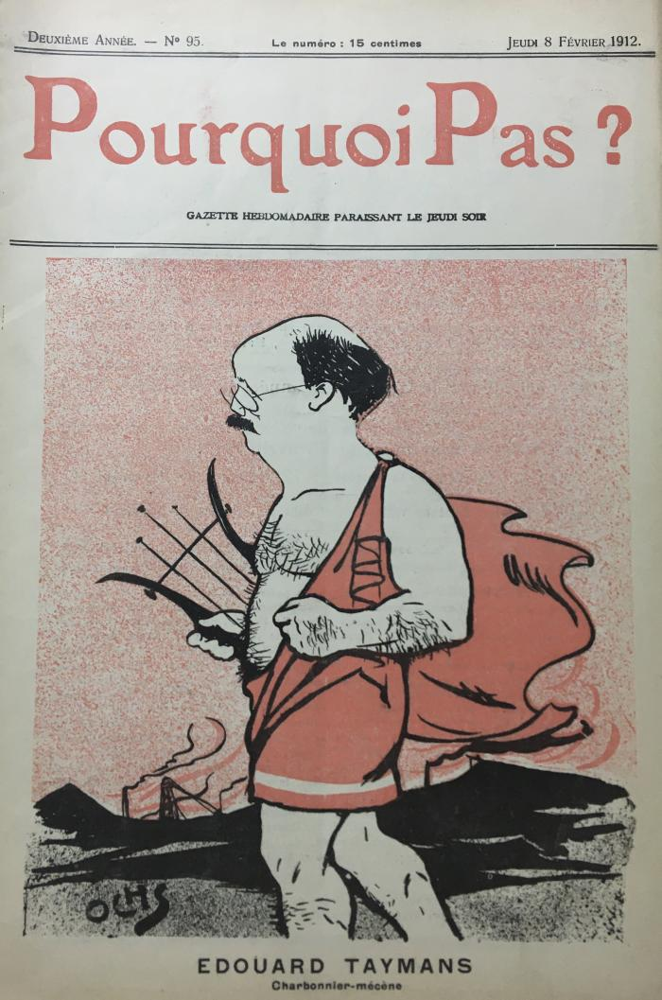 Deuxième Année. — N° 95.
Le numéro : 15 centimes
Jeudi 8 Février 1912.
Pourquoi Pas ?
GAZETTE HEBDOMADAIRE PARAISSANT LE JEUDI SOIR
OCHS
EDOUARD TAYMANS
Charbonnier-mécène